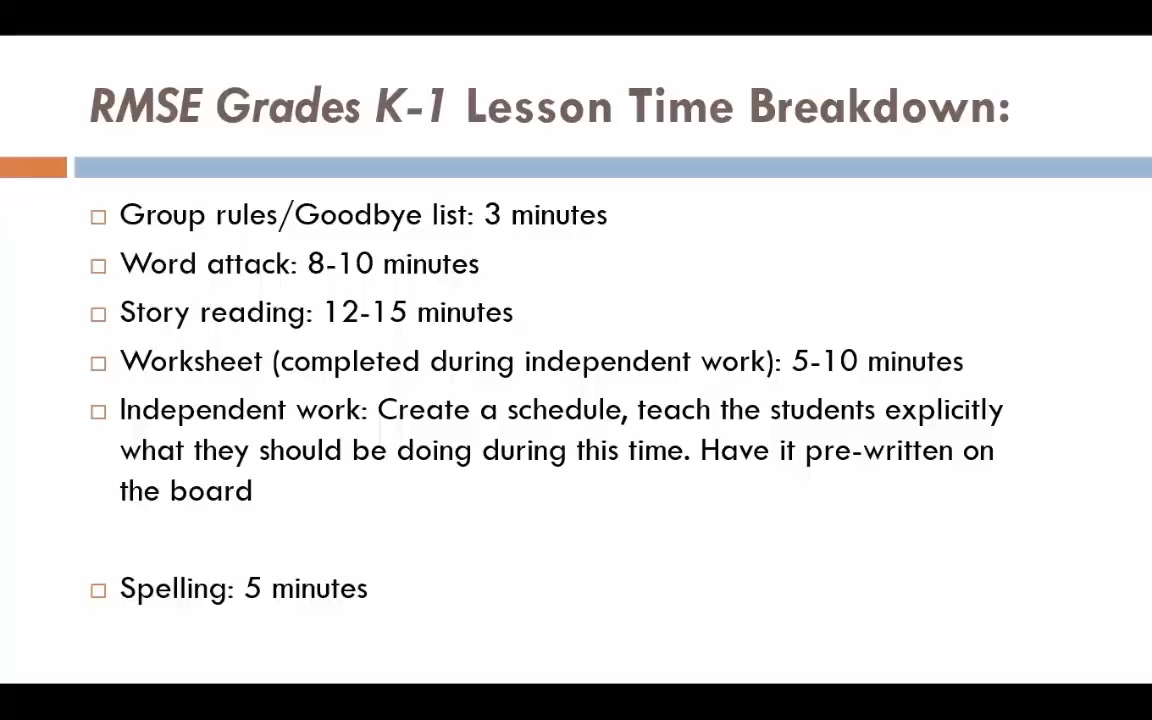 RMSE Grades K-1 Lesson Time Breakdown:
Group rules/Goodbye list: 3 minutes
Word attack: 8-10 minutes
Story reading: 12-15 minutes
Worksheet (completed during independent work): 5-10 minutes
Independent work: Create a schedule, teach the students explicitly
what they should be doing during this time. Have it pre-written on
the board
Spelling: 5 minutes